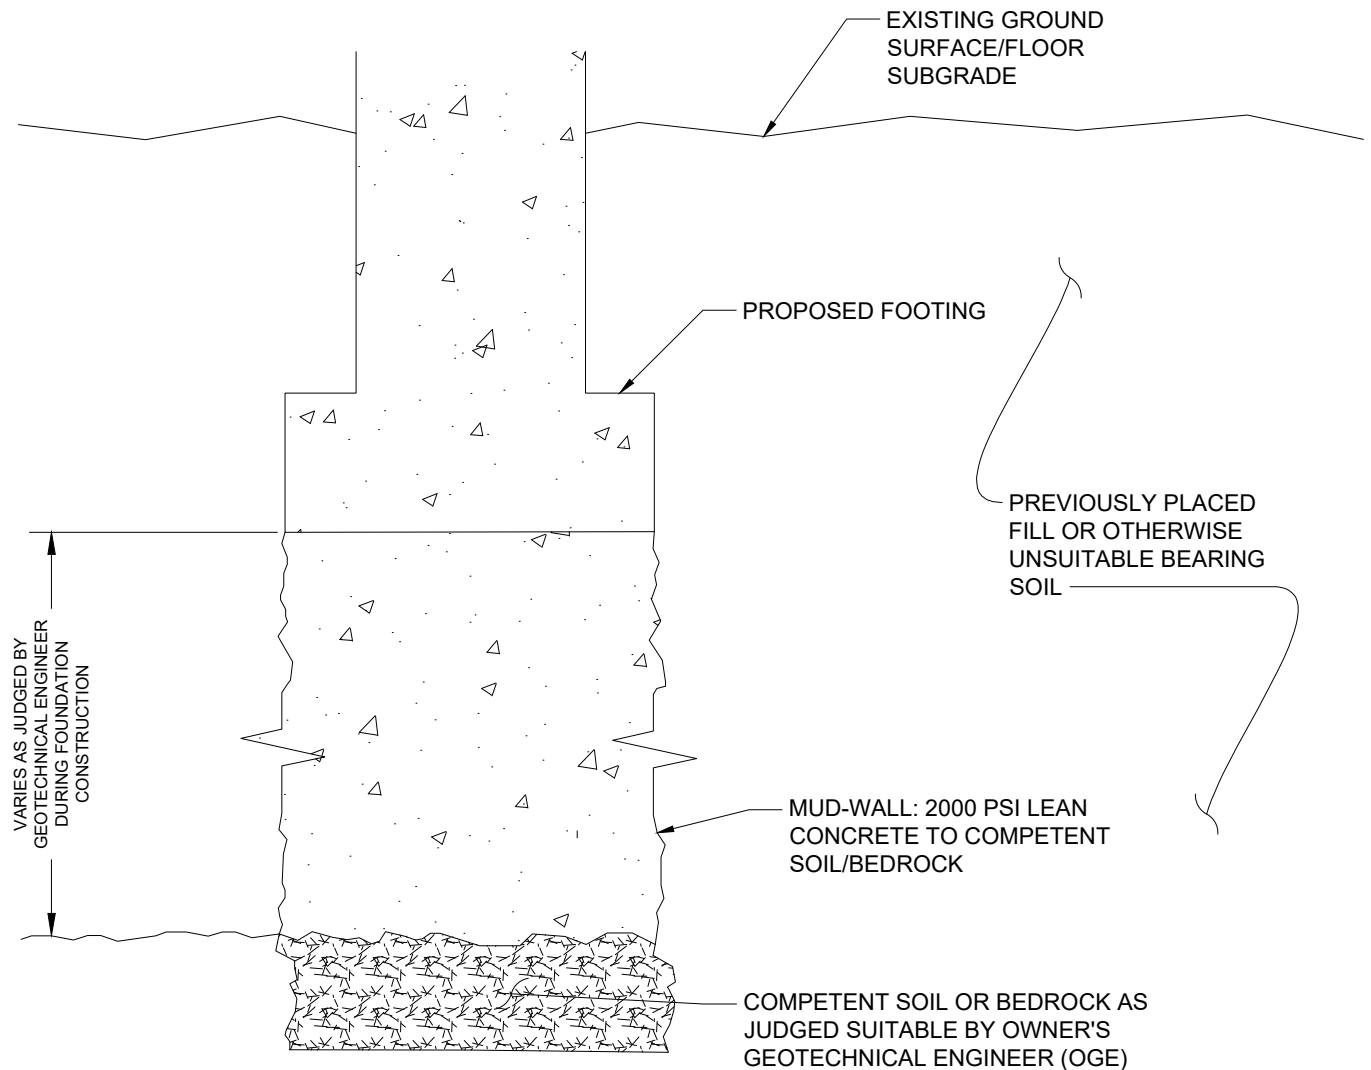 EXISTING GROUND
SURFACE/FLOOR
SUBGRADE
PROPOSED FOOTING
PREVIOUSLY PLACED
FILL OR OTHERWISE
UNSUITABLE BEARING
SOIL
VARIES AS JUDGED BY
GEOTECHNICAL ENGINEER
DURING FOUNDATION
CONSTRUCTION
MUD-WALL: 2000 PSI LEAN
CONCRETE TO COMPETENT
SOIL/BEDROCK
COMPETENT SOIL OR BEDROCK AS
JUDGED SUITABLE BY OWNER'S
GEOTECHNICAL ENGINEER (OGE)